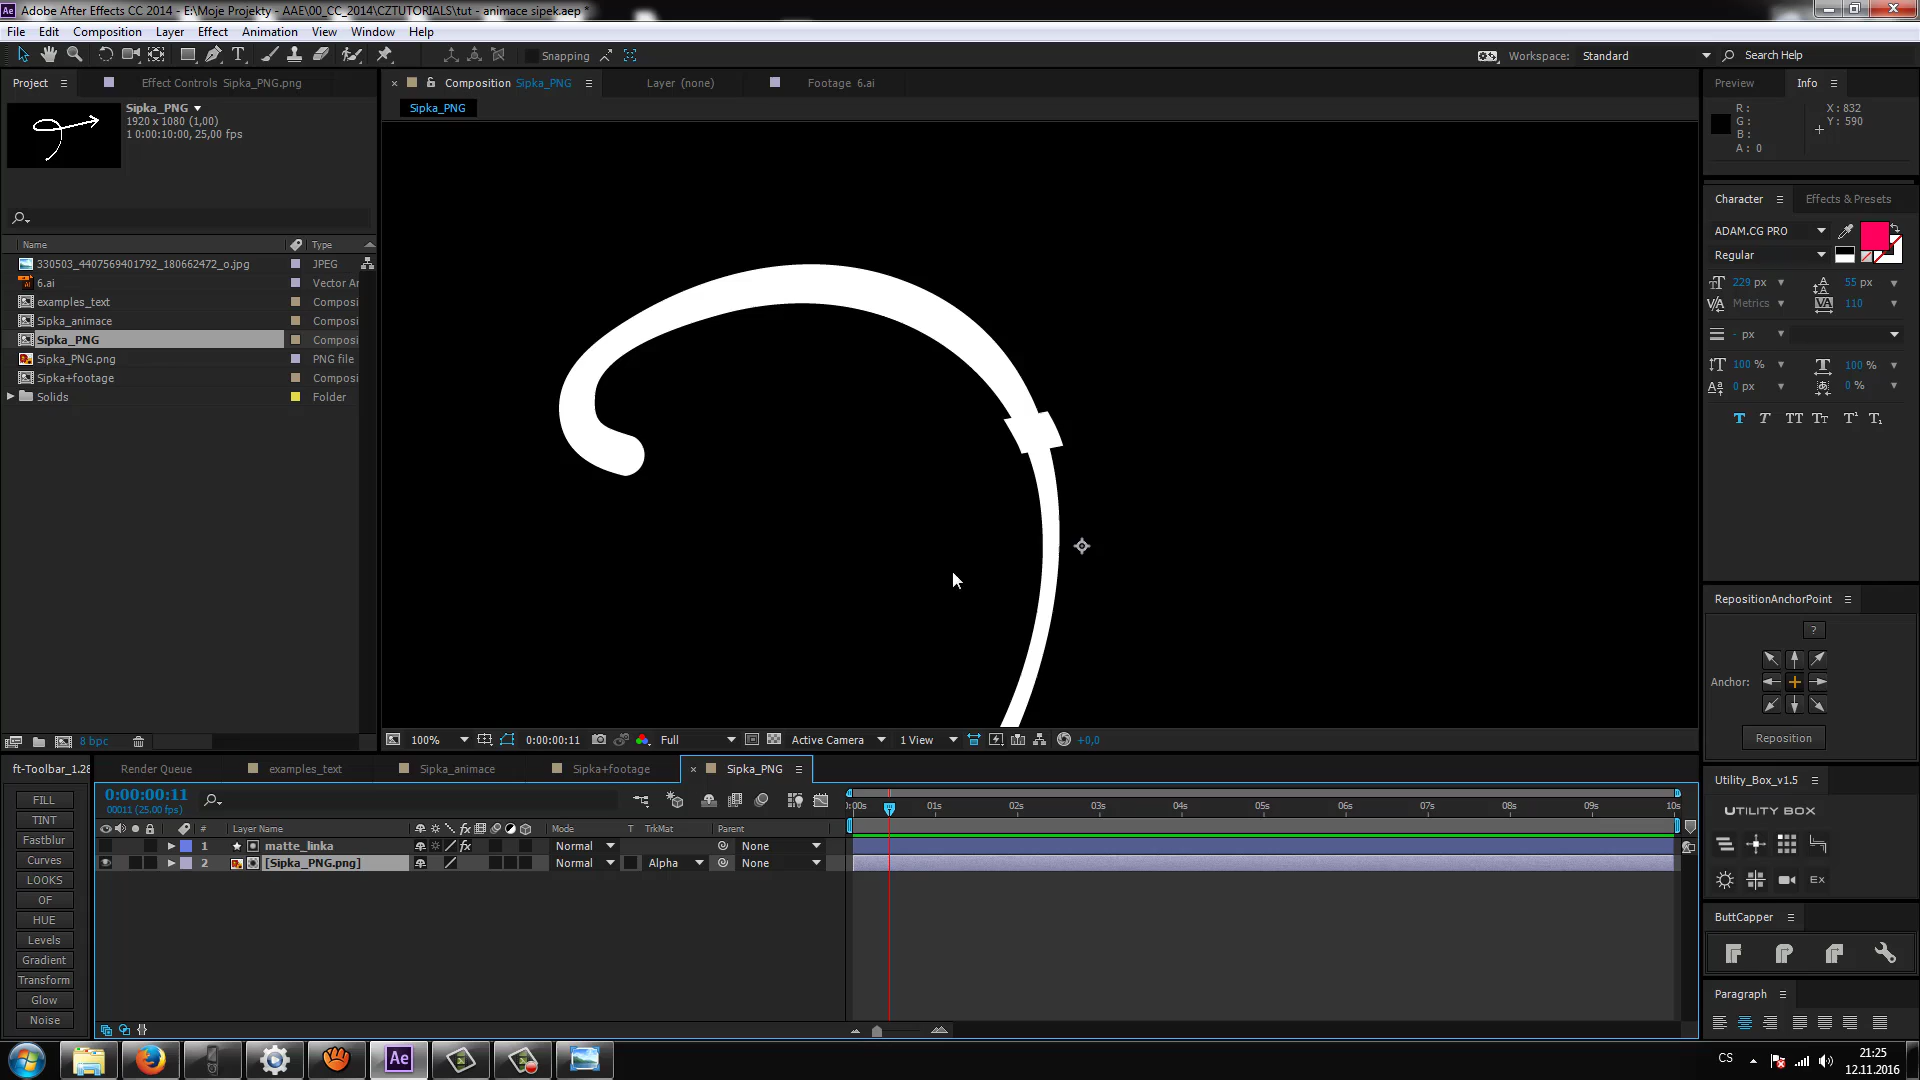 Adobe After Effects CC 2014 - E:\Moje Projekty - AAE\00_CC_2014\CZTUTORIALS\tut - animace sipek.aep *
File Edit Composition Layer Effect Animation View Window Help
Snapping
Workspace: Standard
Search Help
Project
Effect Controls Sipka_PNG.png
Composition Sipka_PNG
Layer (none)
Footage 6.ai
Preview
Info
Sipka_PNG
Sipka_PNG
1920 x 1080 (1,00)
1 0:00:10:00, 25,00 fps
R :
G :
B :
A : 0
X : 832
Y : 590
Name
Type
330503_4407569401792_180662472_o.jpg JPEG
6.ai Vector Ar
examples_text Composi
Sipka_animace Composi
Sipka_PNG Composi
Sipka_PNG.png PNG file
Sipka+footage Composi
Solids Folder
Character
Effects & Presets
ADAM.CG PRO
Regular
229 px
55 px
Metrics
110
- px
100 %
100 %
0 px
0 %
RepositionAnchorPoint
?
Anchor:
Reposition
8 bpc
100%
0:00:00:11
Full
Active Camera
1 View
+0,0
ft-Toolbar_1.28
FILL
TINT
Fastblur
Curves
LOOKS
OF
HUE
Levels
Gradient
Transform
Glow
Noise
Render Queue
examples_text
Sipka_animace
Sipka+footage
Sipka_PNG
0:00:00:11
00011 (25.00 fps)
# Layer Name Mode T TrkMat Parent
1 matte_linka Normal None
2 [Sipka_PNG.png] Normal Alpha None
:00s 01s 02s 03s 04s 05s 06s 07s 08s 09s 10s
Utility_Box_v1.5
UTILITY BOX
EX
ButtCapper
Paragraph
CS
21:25
12.11.2016